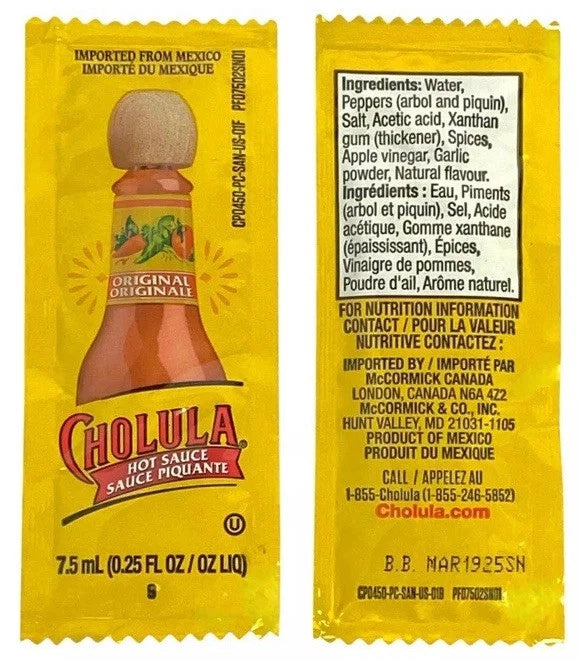 IMPORTED FROM MEXICO
IMPORTÉ DU MEXIQUE
CP0450-PC-SAN-US-01F PF07502SN01
ORIGINAL
ORIGINALE
CHOLULA®
HOT SAUCE
SAUCE PIQUANTE
U
7.5 mL (0.25 FL OZ / OZ LIQ)
Ingredients: Water,
Peppers (arbol and piquin),
Salt, Acetic acid, Xanthan
gum (thickener), Spices,
Apple vinegar, Garlic
powder, Natural flavour.
Ingrédients : Eau, Piments
(arbol et piquin), Sel, Acide
acétique, Gomme xanthane
(épaississant), Épices,
Vinaigre de pommes,
Poudre d'ail, Arôme naturel.
FOR NUTRITION INFORMATION
CONTACT / POUR LA VALEUR
NUTRITIVE CONTACTEZ :
IMPORTED BY / IMPORTÉ PAR
McCORMICK CANADA
LONDON, CANADA N6A 4Z2
McCORMICK & CO., INC.
HUNT VALLEY, MD 21031-1105
PRODUCT OF MEXICO
PRODUIT DU MEXIQUE
CALL / APPELEZ AU
1-855-Cholula (1-855-246-5852)
Cholula.com
B.B. MAR1925SN
CP0450-PC-SAN-US-01B PF07502SN01